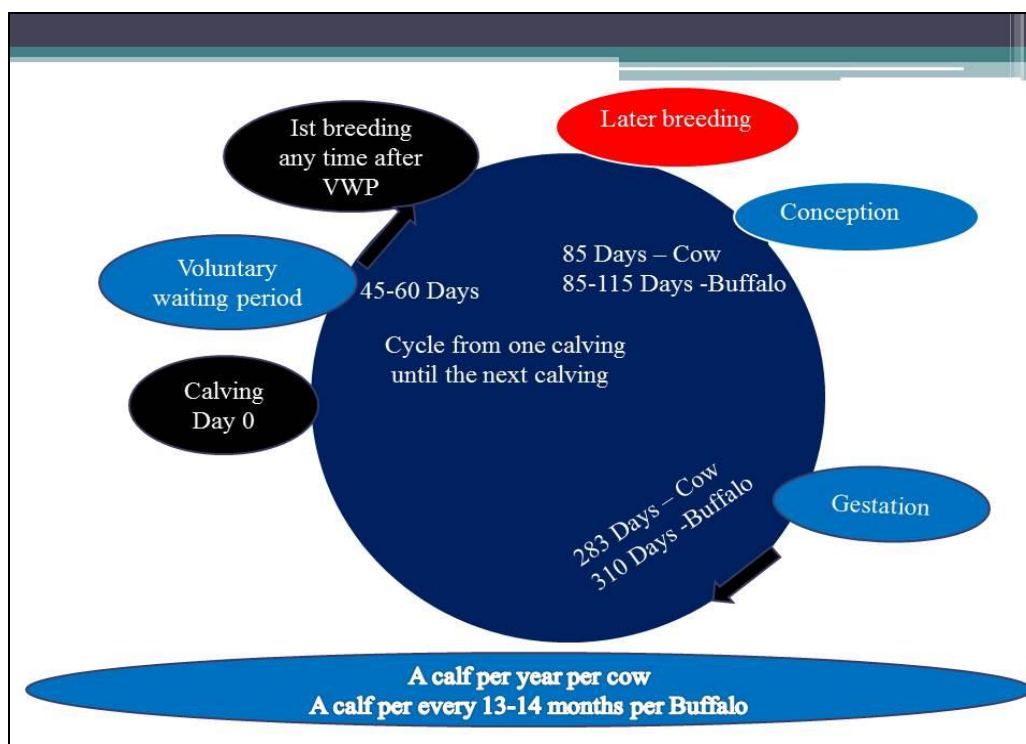 Ist breeding
any time after
VWP
Later breeding
Conception
Voluntary
waiting period
45-60 Days
85 Days – Cow
85-115 Days -Buffalo
Cycle from one calving
until the next calving
Calving
Day 0
283 Days – Cow
310 Days -Buffalo
Gestation
A calf per year per cow
A calf per every 13-14 months per Buffalo